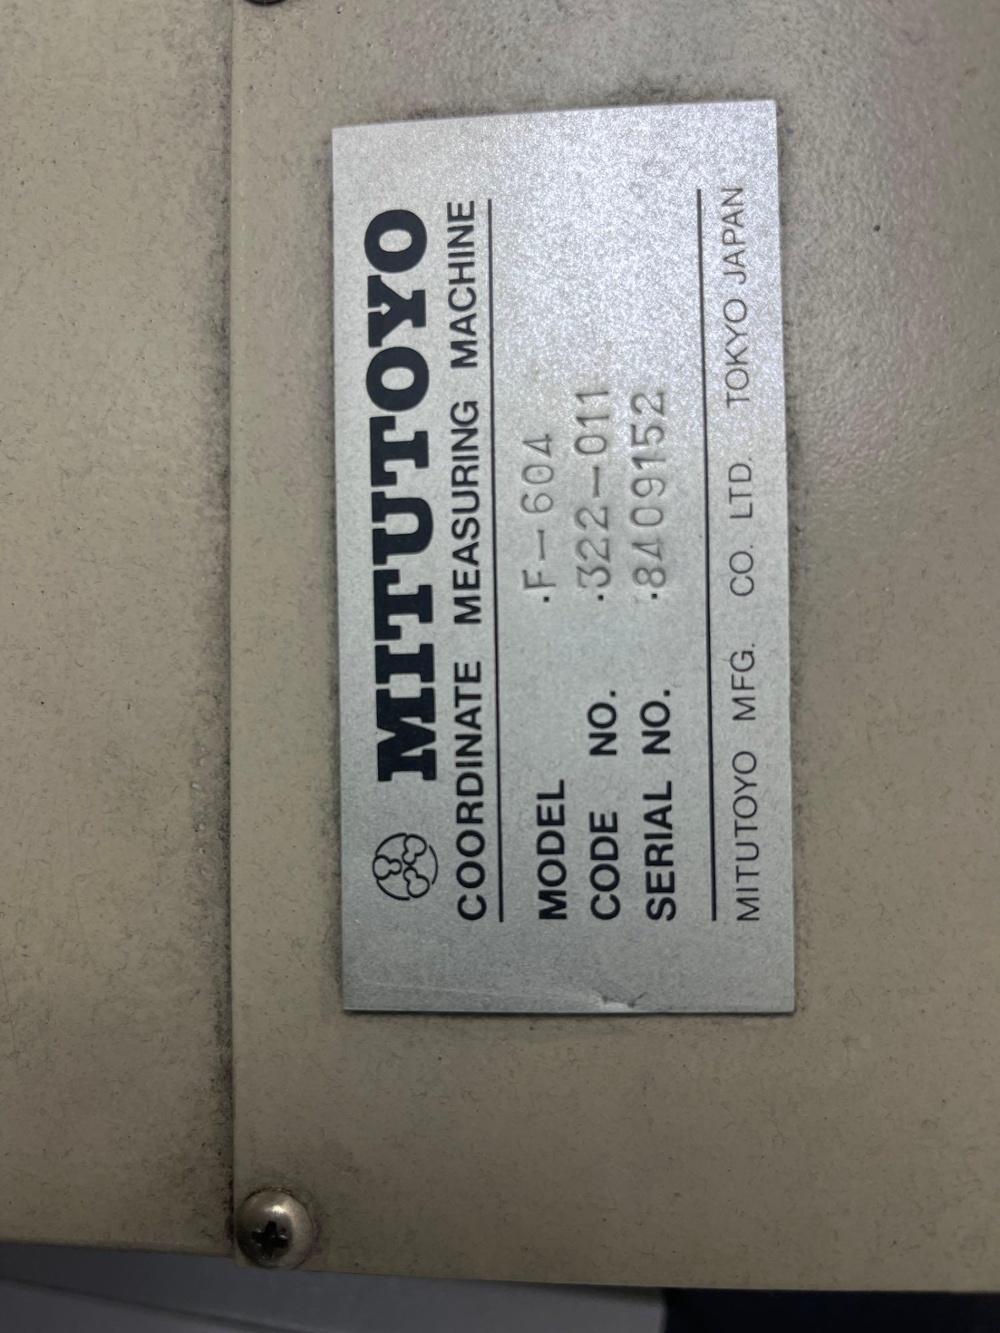 MITUTOYO
COORDINATE MEASURING MACHINE
MODEL ·F-604
CODE NO. ·322-011
SERIAL NO. ·8409152
MITUTOYO MFG. CO. LTD. TOKYO JAPAN